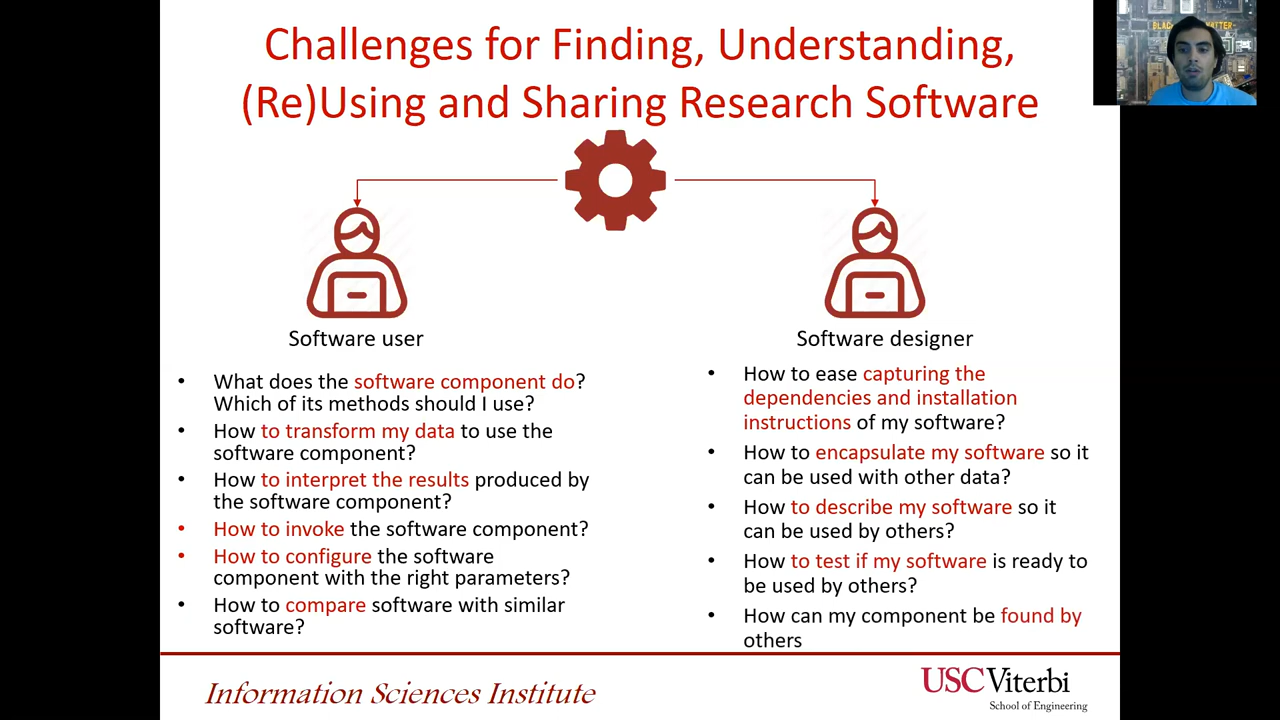 Challenges for Finding, Understanding,
(Re)Using and Sharing Research Software
Software user
• What does the software component do?
Which of its methods should I use?
• How to transform my data to use the
software component?
• How to interpret the results produced by
the software component?
• How to invoke the software component?
• How to configure the software
component with the right parameters?
• How to compare software with similar
software?
Software designer
• How to ease capturing the
dependencies and installation
instructions of my software?
• How to encapsulate my software so it
can be used with other data?
• How to describe my software so it
can be used by others?
• How to test if my software is ready to
be used by others?
• How can my component be found by
others
Information Sciences Institute
USC Viterbi
School of Engineering